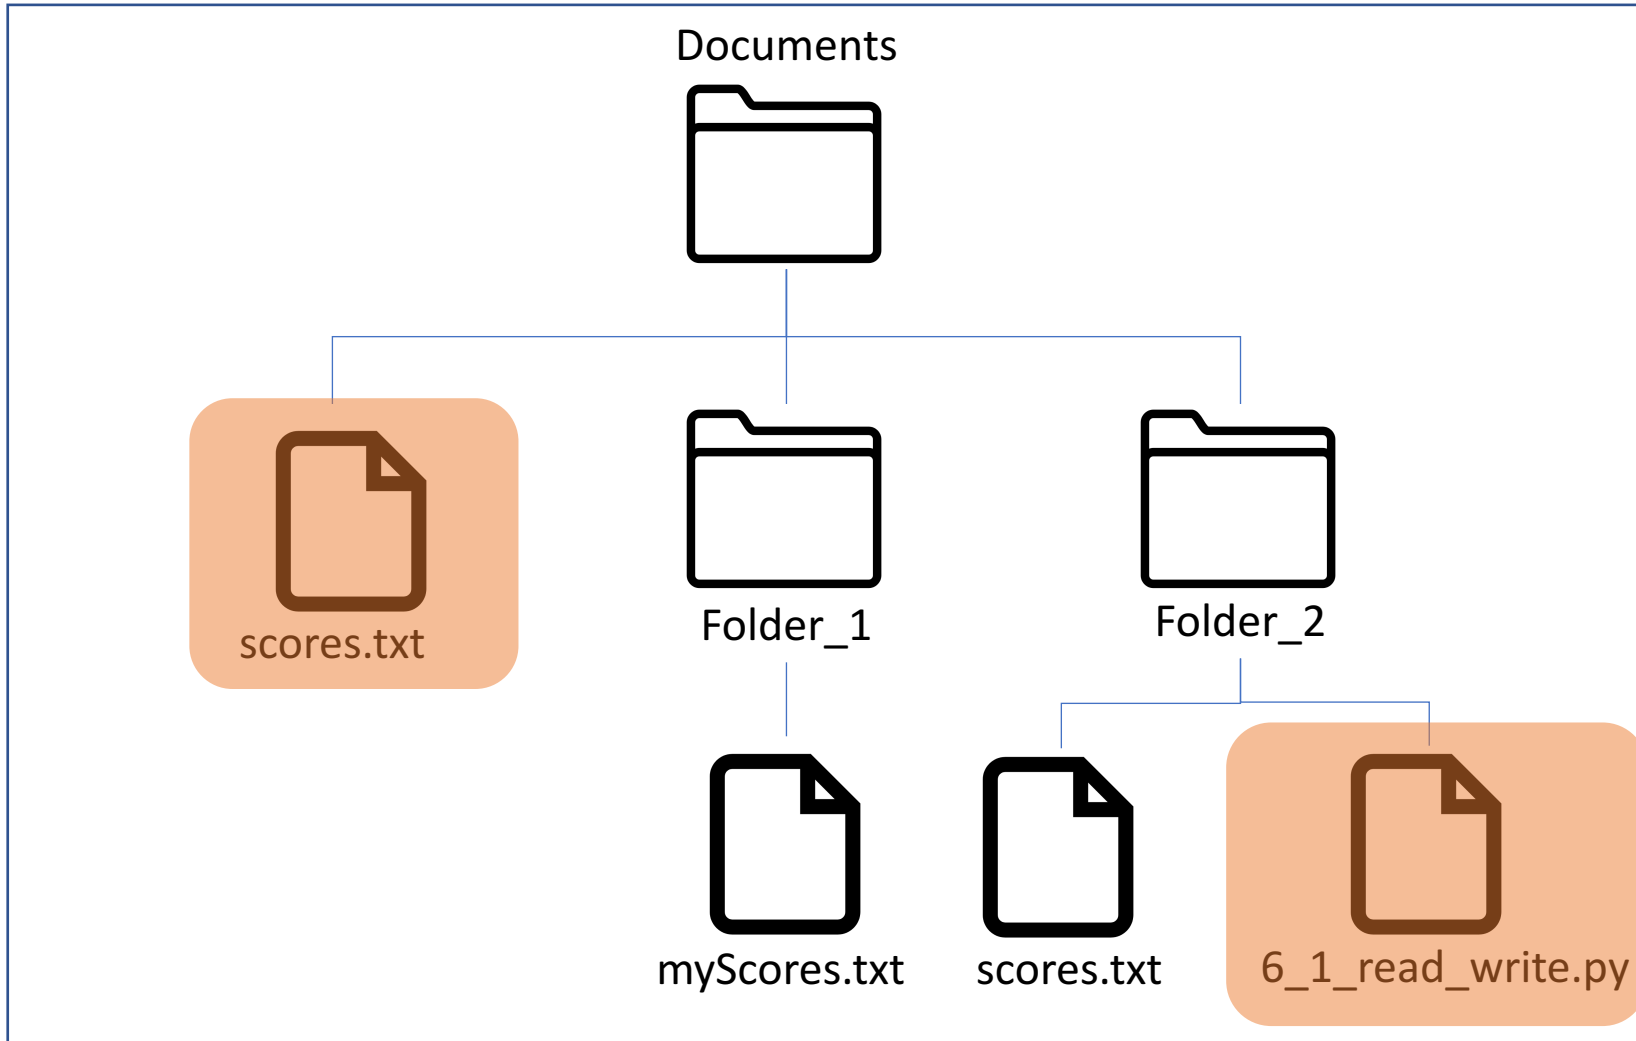 Documents
scores.txt
Folder_1
Folder_2
myScores.txt
scores.txt
6_1_read_write.py